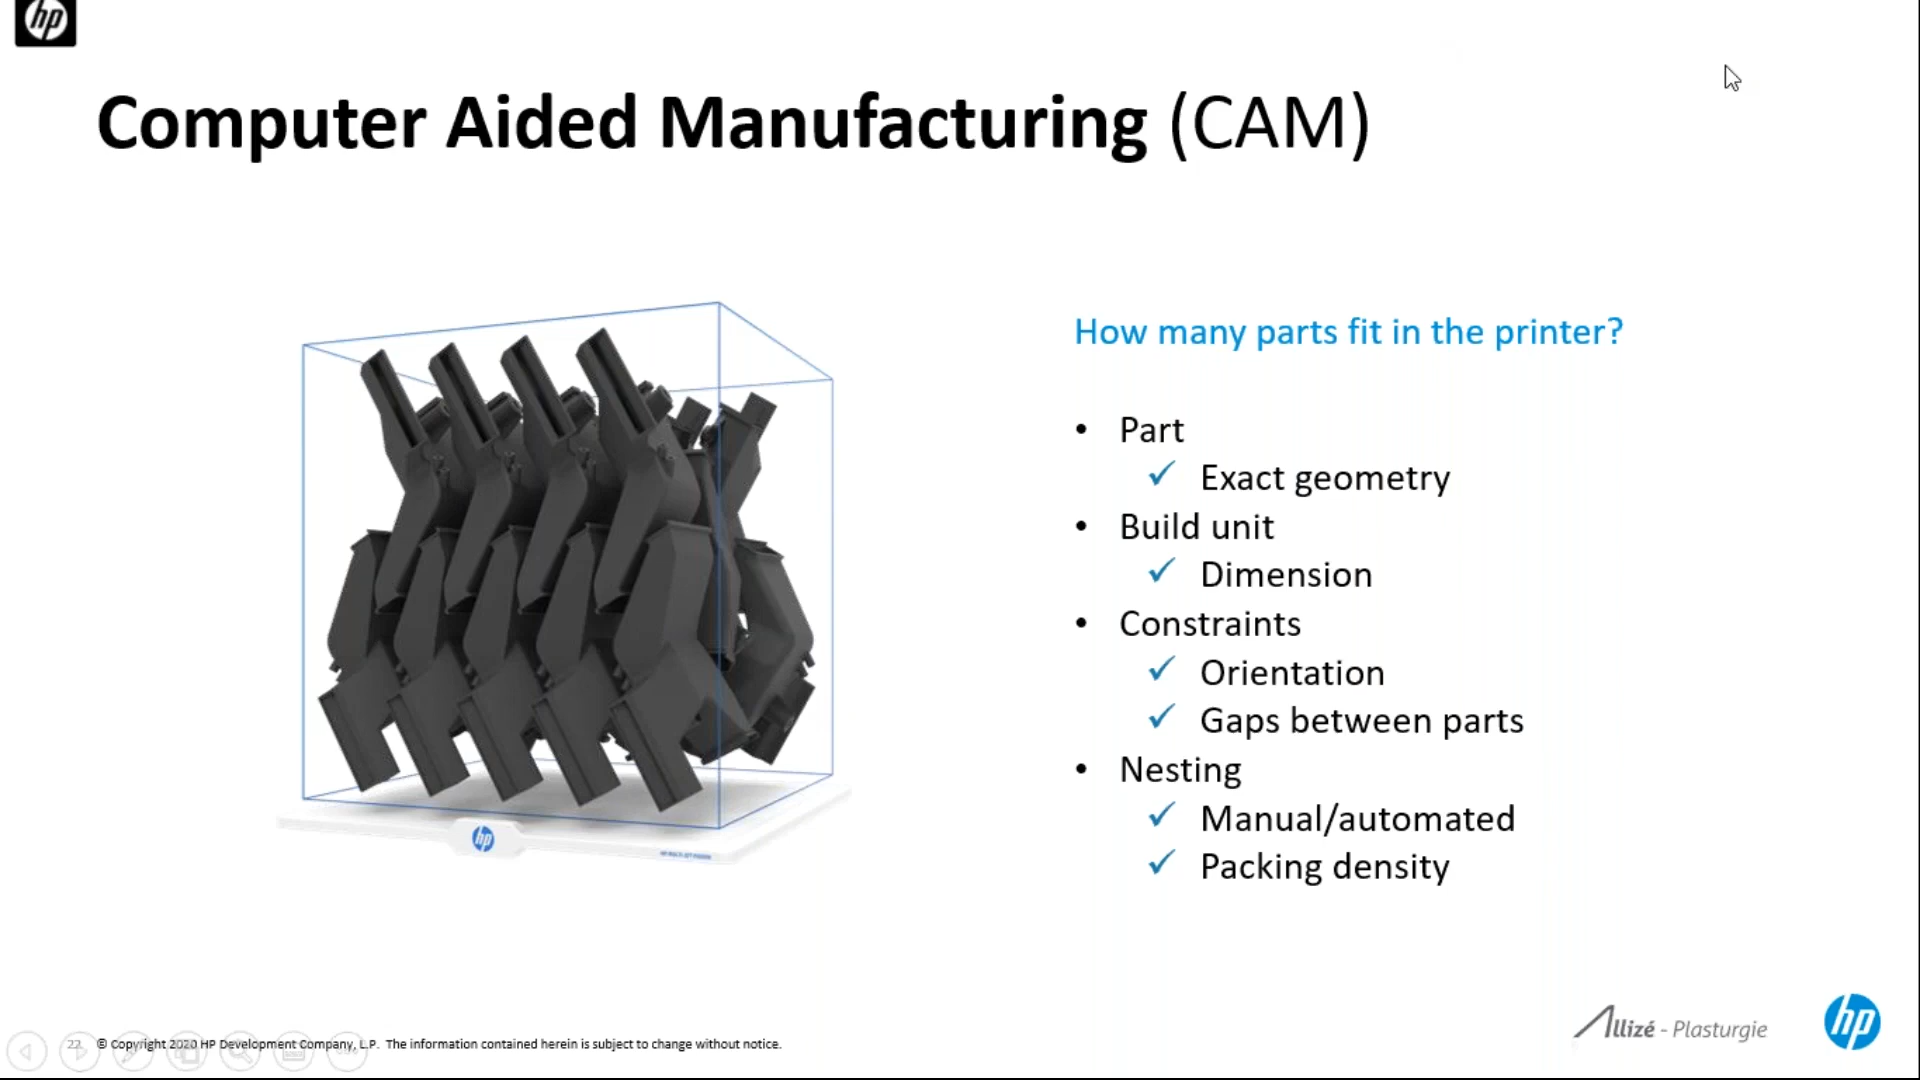 hp
Computer Aided Manufacturing (CAM)
How many parts fit in the printer?
• Part
✓ Exact geometry
• Build unit
✓ Dimension
• Constraints
✓ Orientation
✓ Gaps between parts
• Nesting
✓ Manual/automated
✓ Packing density
hp
22 © Copyright 2020 HP Development Company, L.P. The information contained herein is subject to change without notice.
Allizé - Plasturgie
hp